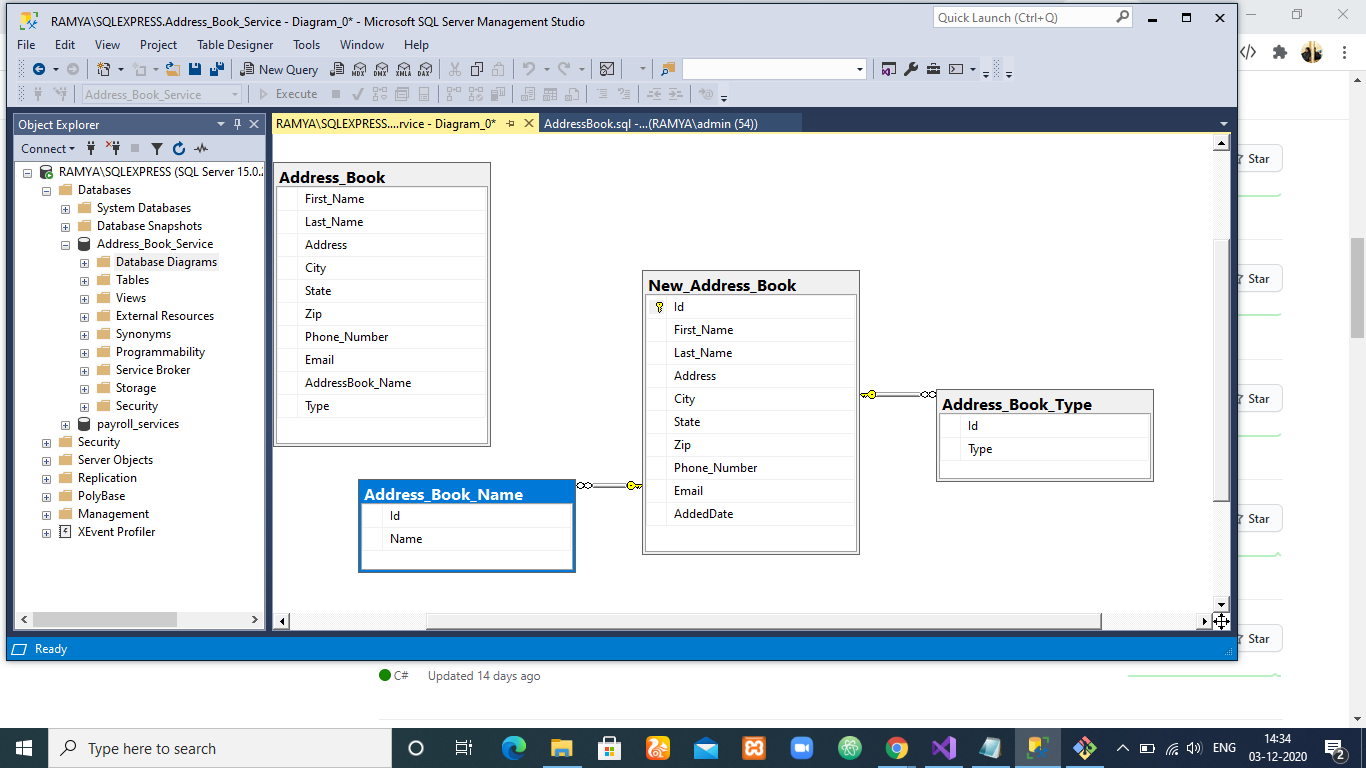 RAMYA\SQLEXPRESS.Address_Book_Service - Diagram_0* - Microsoft SQL Server Management Studio
Quick Launch (Ctrl+Q)
File Edit View Project Table Designer Tools Window Help
New Query
MDX DMX XMLA DAX
Address_Book_Service
Execute
Object Explorer
Connect
RAMYA\SQLEXPRESS (SQL Server 15.0.2
Databases
System Databases
Database Snapshots
Address_Book_Service
Database Diagrams
Tables
Views
External Resources
Synonyms
Programmability
Service Broker
Storage
Security
payroll_services
Security
Server Objects
Replication
PolyBase
Management
XEvent Profiler
RAMYA\SQLEXPRESS....rvice - Diagram_0*
AddressBook.sql -...(RAMYA\admin (54))
Address_Book
First_Name
Last_Name
Address
City
State
Zip
Phone_Number
Email
AddressBook_Name
Type
Address_Book_Name
Id
Name
New_Address_Book
Id
First_Name
Last_Name
Address
City
State
Zip
Phone_Number
Email
AddedDate
Address_Book_Type
Id
Type
Ready
Star
Star
Star
Star
Star
C# Updated 14 days ago
Type here to search
ENG
14:34
03-12-2020
2